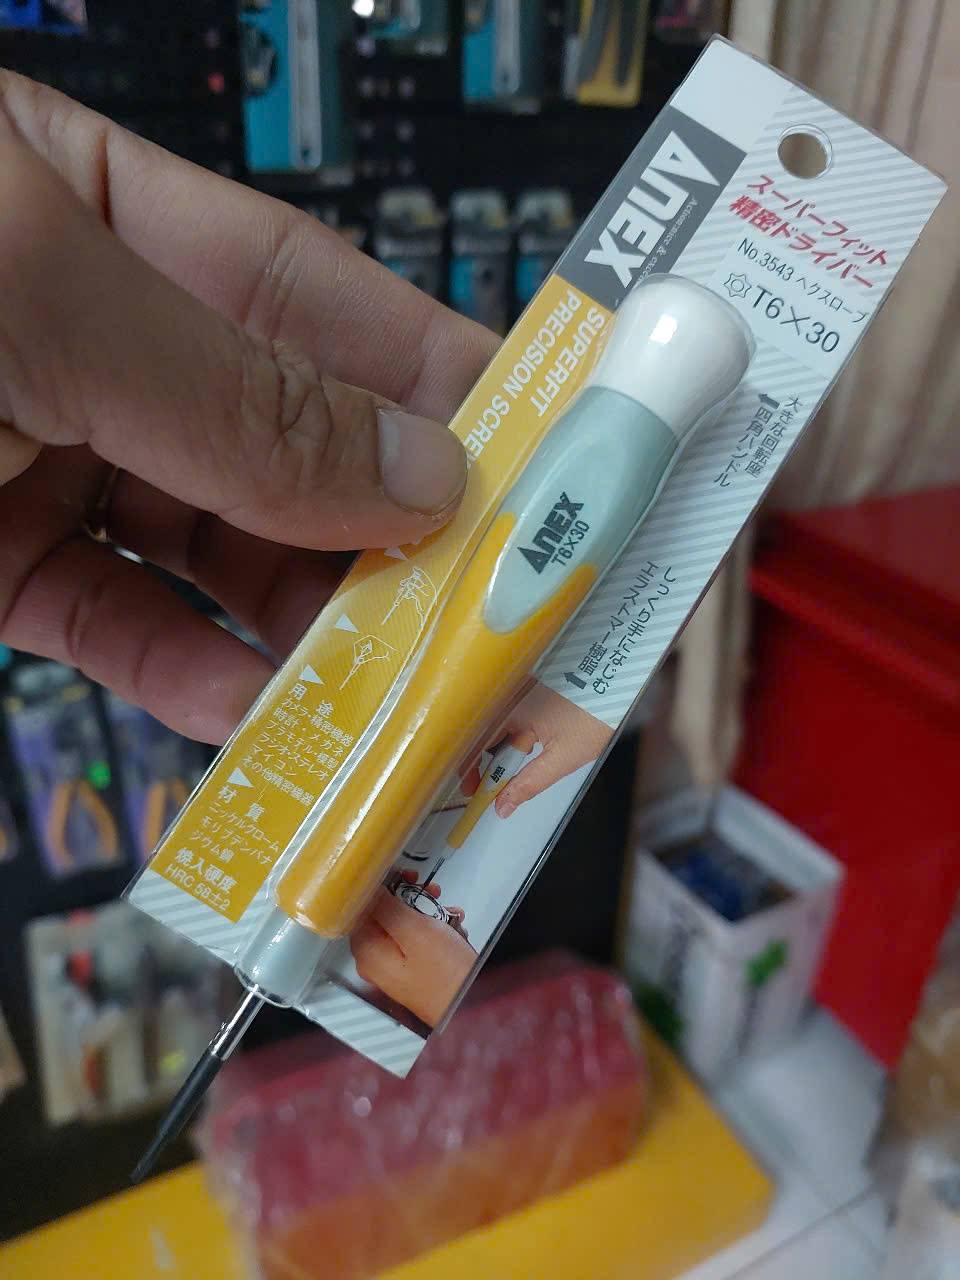 ANEX
スーパーフィット
精密ドライバー
No.3543 ヘクスローブ
T6×30
SUPERFIT
PRECISION
大きな回転座
四角ハンドル
しっくり手になじむ
エラストマー樹脂
ANEX
T6×30
用 途
カメラ・精密機器
時計・メガネ
プラモデル・模型
ラジオ・ステレオ
マイコン
その他精密機器
材 質
ニッケルクローム
モリブデンバナ
ジウム鋼
焼入硬度
HRC 58±2
ANEX